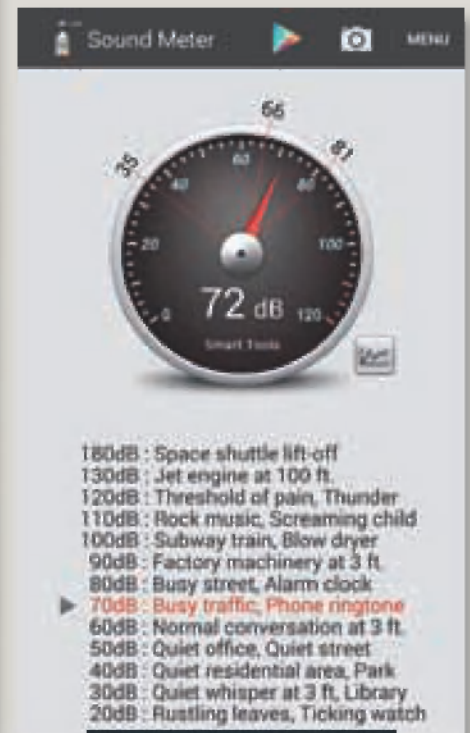 Sound Meter MENU
66
35
81
60
40
80
20
100
0
120
72 dB
Smart Tools
180dB : Space shuttle lift-off
130dB : Jet engine at 100 ft.
120dB : Threshold of pain, Thunder
110dB : Rock music, Screaming child
100dB : Subway train, Blow dryer
90dB : Factory machinery at 3 ft.
80dB : Busy street, Alarm clock
70dB : Busy traffic, Phone ringtone
60dB : Normal conversation at 3 ft.
50dB : Quiet office, Quiet street
40dB : Quiet residential area, Park
30dB : Quiet whisper at 3 ft, Library
20dB : Rustling leaves, Ticking watch